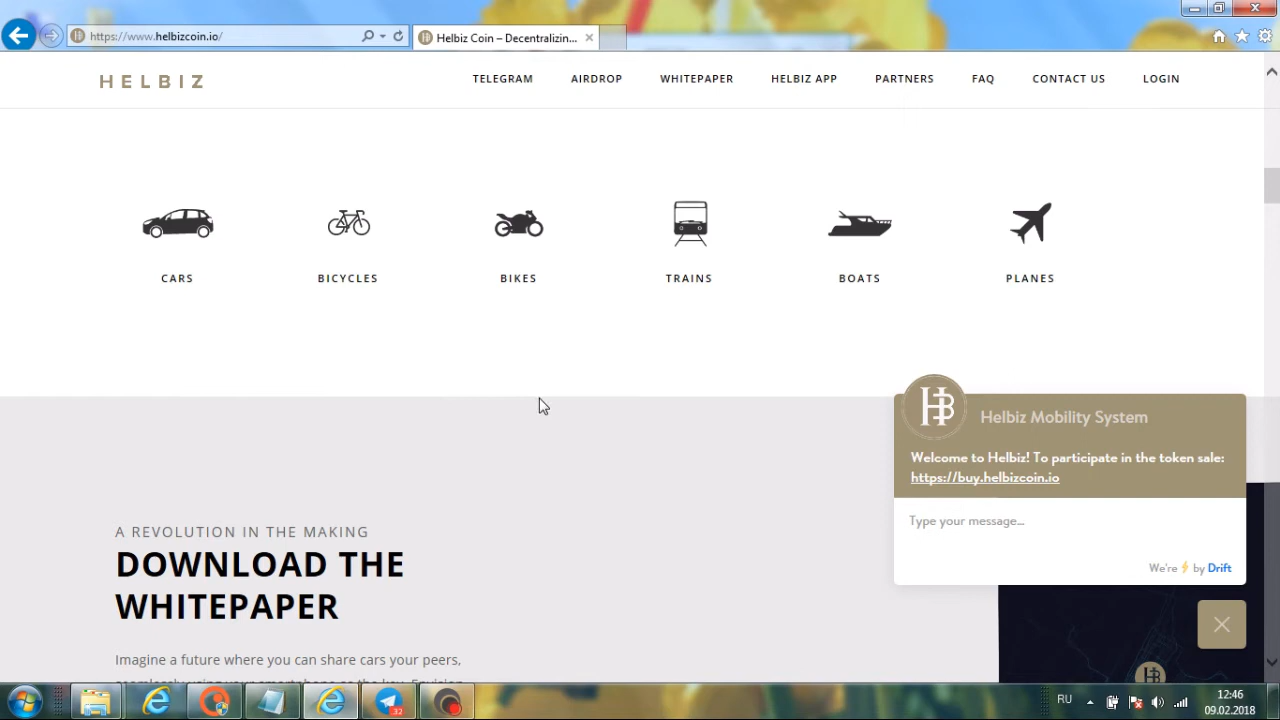 https://www.helbizcoin.io/
Helbiz Coin – Decentralizin...
HELBIZ
TELEGRAM AIRDROP WHITEPAPER HELBIZ APP PARTNERS FAQ CONTACT US LOGIN
CARS BICYCLES BIKES TRAINS BOATS PLANES
Helbiz Mobility System
Welcome to Helbiz! To participate in the token sale:
https://buy.helbizcoin.io
Type your message...
We're ⚡ by Drift
A REVOLUTION IN THE MAKING
DOWNLOAD THE
WHITEPAPER
Imagine a future where you can share cars your peers,
32
RU
12:46
09.02.2018